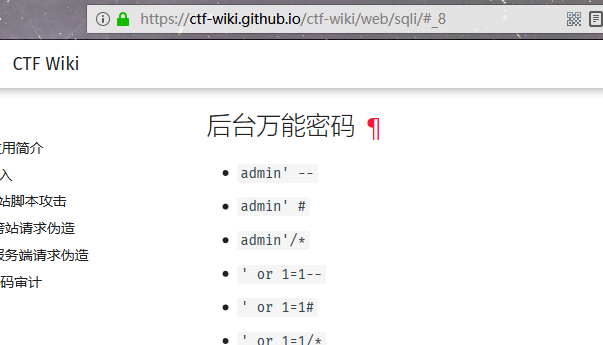 https://ctf-wiki.github.io/ctf-wiki/web/sqli/#_8
CTF Wiki
后台万能密码 ¶
用简介
入
站脚本攻击
跨站请求伪造
服务端请求伪造
码审计
admin' --
admin' #
admin'/*
' or 1=1--
' or 1=1#
' or 1=1/*